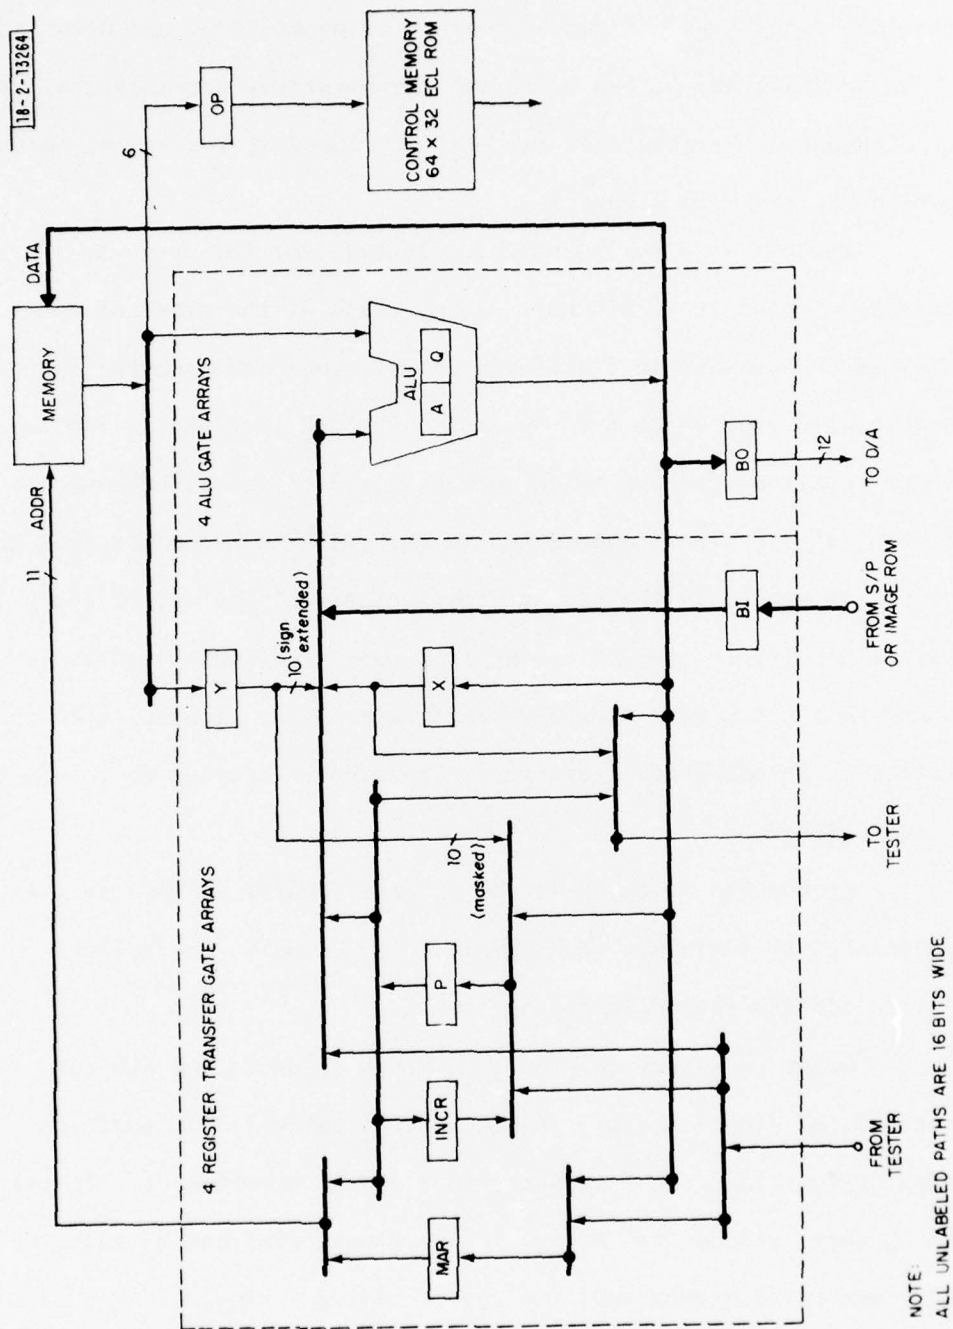 18-2-13264
6
OP
CONTROL MEMORY
64 x 32 ECL ROM
DATA
MEMORY
ADDR
11
4 ALU GATE ARRAYS
ALU
A
Q
BO
12
TO D/A
4 REGISTER TRANSFER GATE ARRAYS
Y
10 (sign
extended)
X
BI
FROM S/P
OR IMAGE ROM
10
(masked)
P
INCR
MAR
TO
TESTER
FROM
TESTER
NOTE:
ALL UNLABELED PATHS ARE 16 BITS WIDE